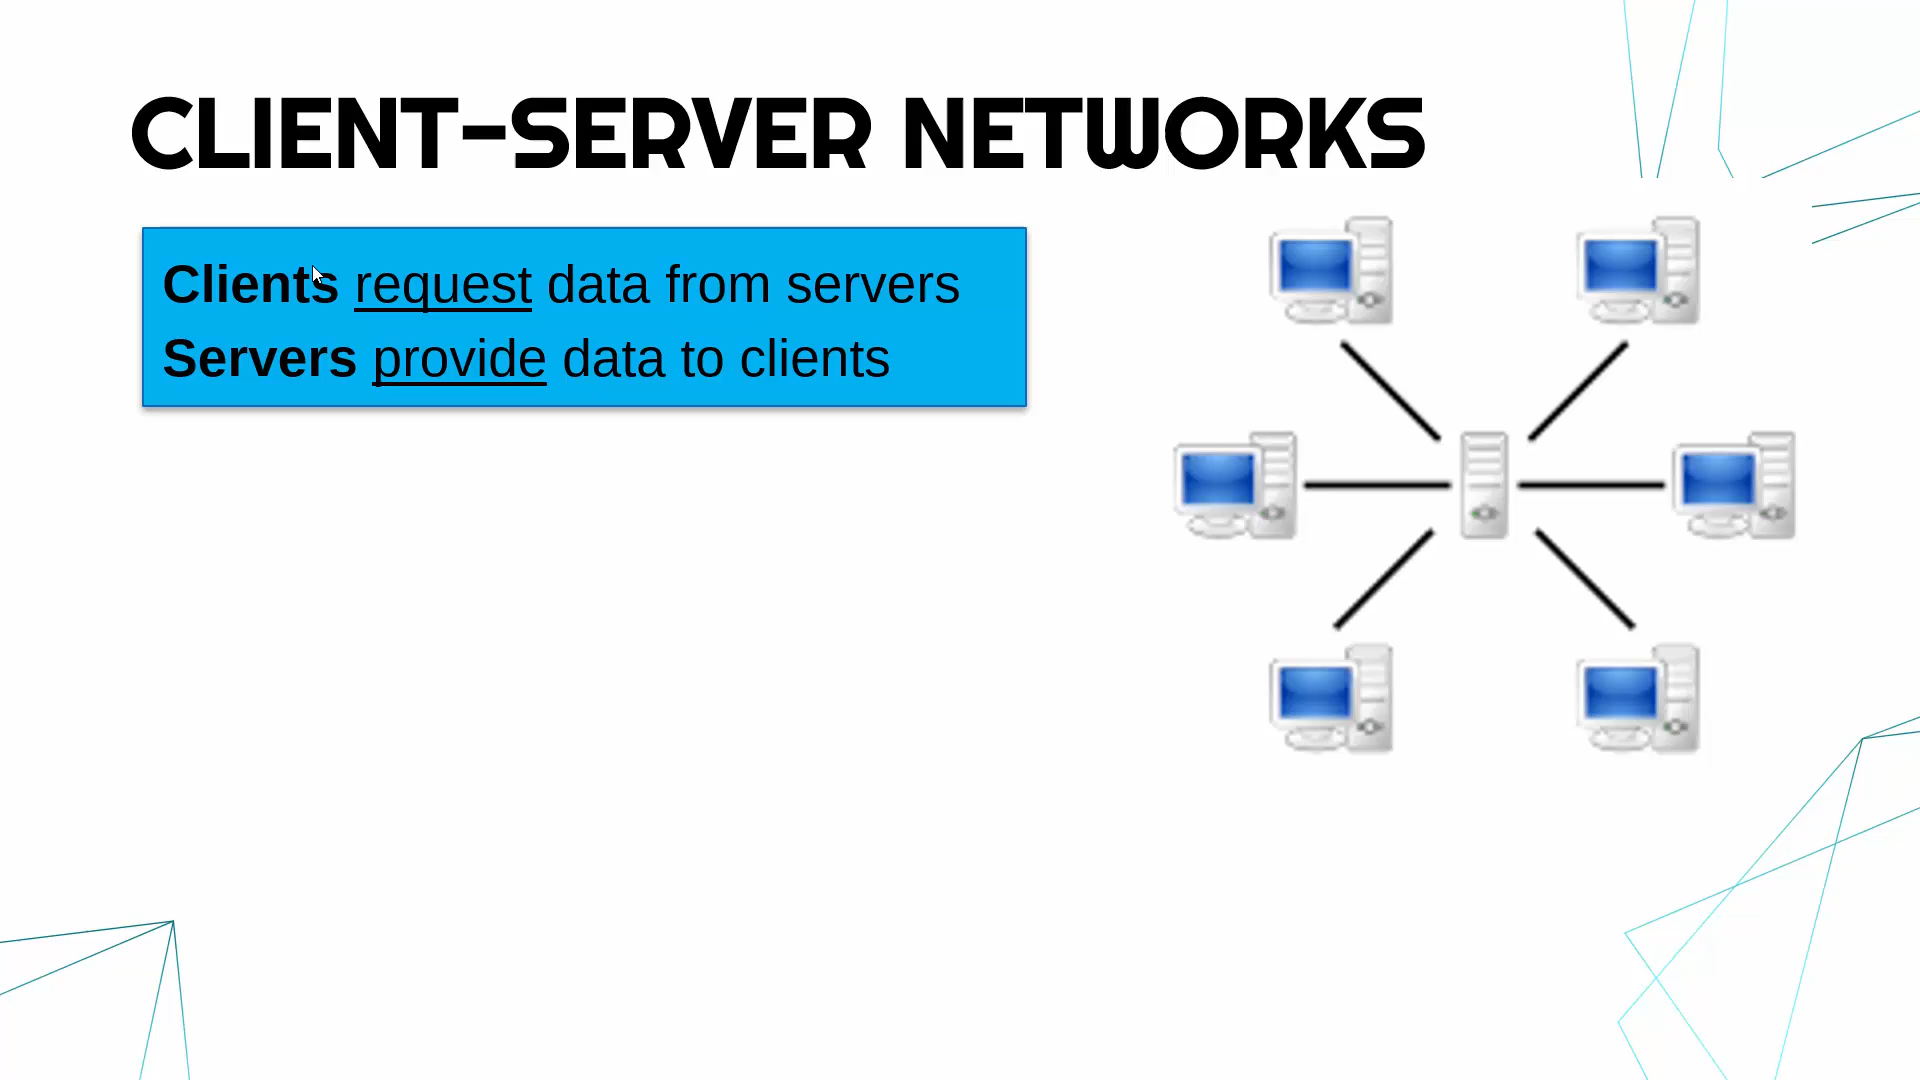 CLIENT-SERVER NETWORKS
Clients request data from servers
Servers provide data to clients